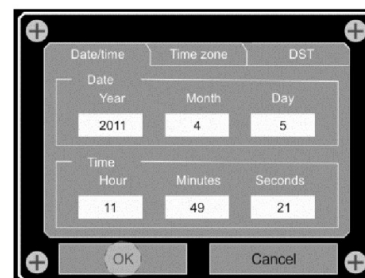 Date/time Time zone DST
Date
Year Month Day
2011 4 5
Time
Hour Minutes Seconds
11 49 21
OK Cancel